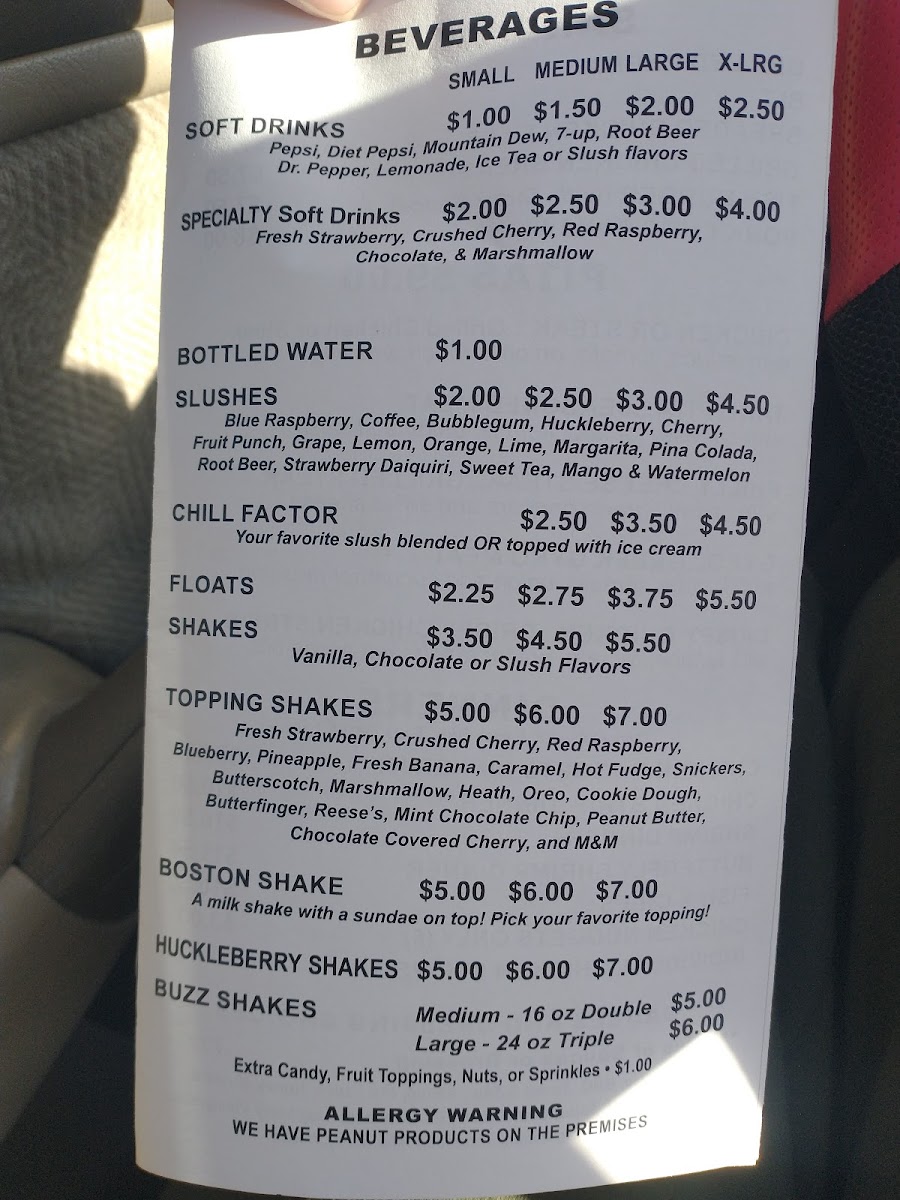 BEVERAGES
SMALL MEDIUM LARGE X-LRG
SOFT DRINKS $1.00 $1.50 $2.00 $2.50
Pepsi, Diet Pepsi, Mountain Dew, 7-up, Root Beer
Dr. Pepper, Lemonade, Ice Tea or Slush flavors
SPECIALTY Soft Drinks $2.00 $2.50 $3.00 $4.00
Fresh Strawberry, Crushed Cherry, Red Raspberry,
Chocolate, & Marshmallow
BOTTLED WATER $1.00
SLUSHES $2.00 $2.50 $3.00 $4.50
Blue Raspberry, Coffee, Bubblegum, Huckleberry, Cherry,
Fruit Punch, Grape, Lemon, Orange, Lime, Margarita, Pina Colada,
Root Beer, Strawberry Daiquiri, Sweet Tea, Mango & Watermelon
CHILL FACTOR $2.50 $3.50 $4.50
Your favorite slush blended OR topped with ice cream
FLOATS $2.25 $2.75 $3.75 $5.50
SHAKES $3.50 $4.50 $5.50
Vanilla, Chocolate or Slush Flavors
TOPPING SHAKES $5.00 $6.00 $7.00
Fresh Strawberry, Crushed Cherry, Red Raspberry,
Blueberry, Pineapple, Fresh Banana, Caramel, Hot Fudge, Snickers,
Butterscotch, Marshmallow, Heath, Oreo, Cookie Dough,
Butterfinger, Reese's, Mint Chocolate Chip, Peanut Butter,
Chocolate Covered Cherry, and M&M
BOSTON SHAKE $5.00 $6.00 $7.00
A milk shake with a sundae on top! Pick your favorite topping!
HUCKLEBERRY SHAKES $5.00 $6.00 $7.00
BUZZ SHAKES Medium - 16 oz Double $5.00
Large - 24 oz Triple $6.00
Extra Candy, Fruit Toppings, Nuts, or Sprinkles • $1.00
ALLERGY WARNING
WE HAVE PEANUT PRODUCTS ON THE PREMISES